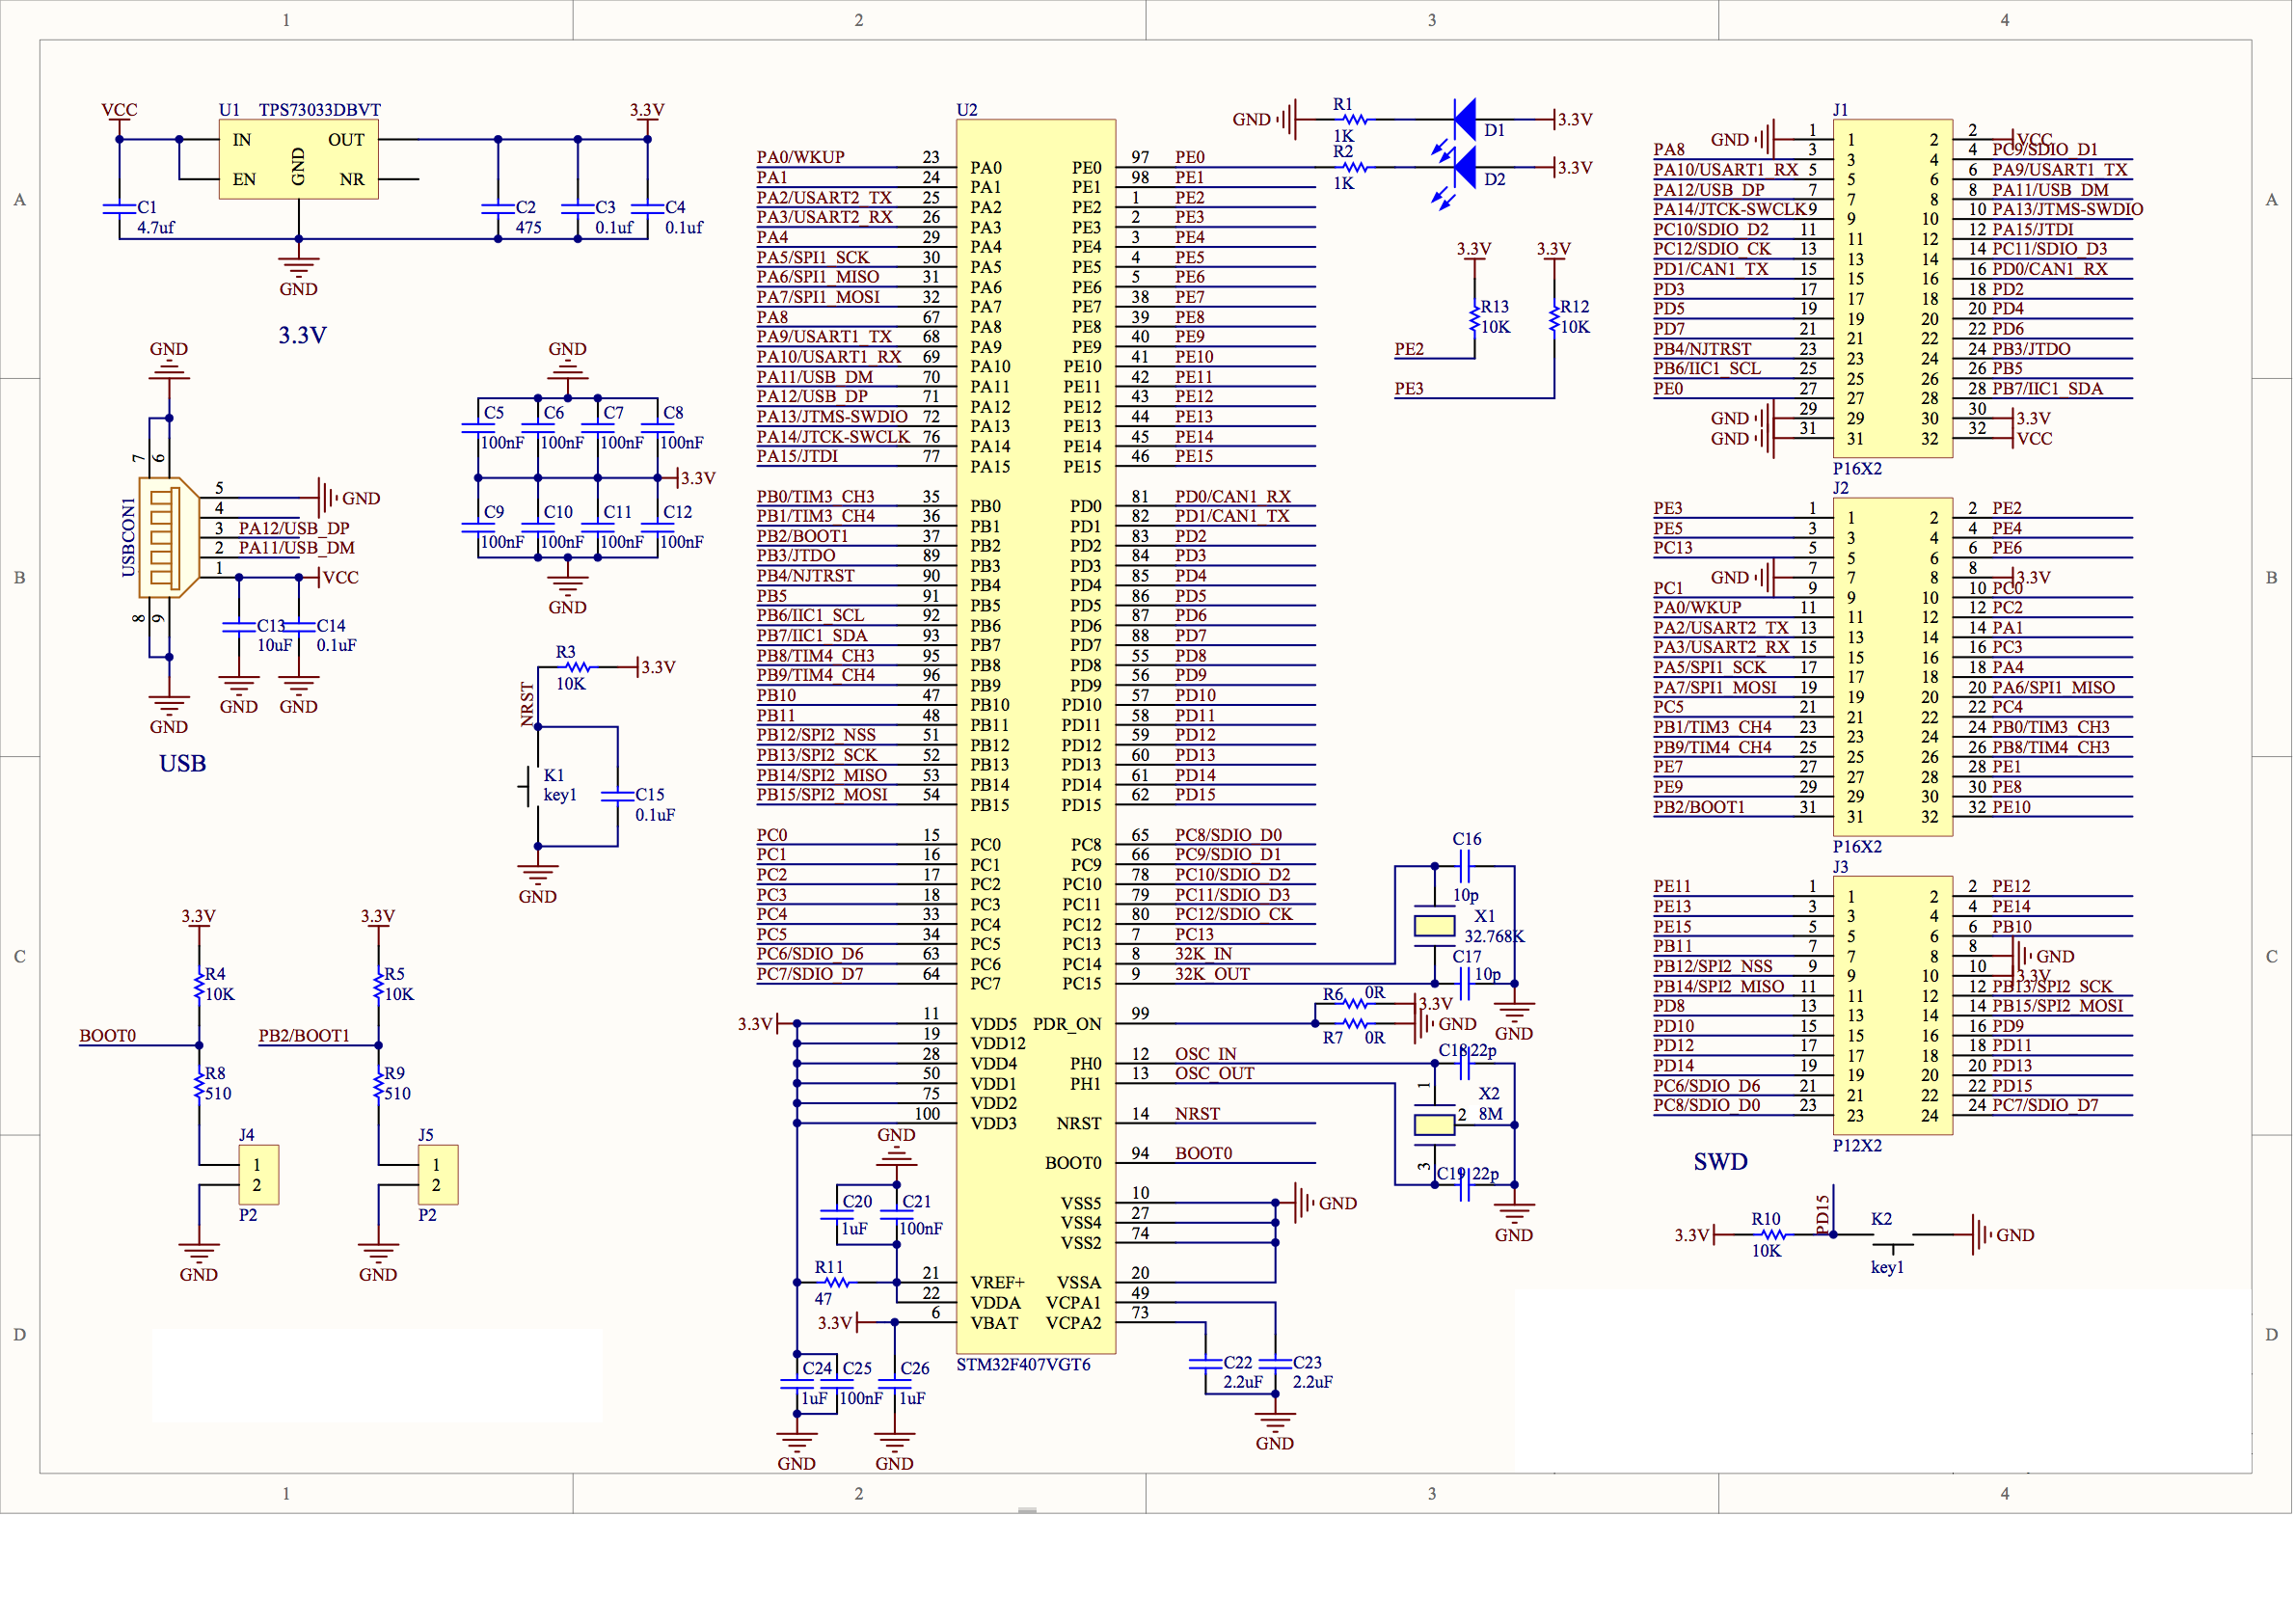 1 2 3 4
A
B
C
D
VCC
U1 TPS73033DBVT
3.3V
IN OUT
GND
EN NR
C1
4.7uf
C2
475
C3
0.1uf
C4
0.1uf
GND
3.3V
GND
7 6
USBCON1
5 GND
4
3 PA12/USB_DP
2 PA11/USB_DM
1 VCC
8 9
C13
10uF
C14
0.1uF
GND
GND
GND
USB
GND
C5
100nF
C6
100nF
C7
100nF
C8
100nF
3.3V
C9
100nF
C10
100nF
C11
100nF
C12
100nF
GND
R3
10K
3.3V
NRST
K1
key1
C15
0.1uF
GND
3.3V
R4
10K
BOOT0
R8
510
J4
1
2
P2
GND
3.3V
R5
10K
PB2/BOOT1
R9
510
J5
1
2
P2
GND
U2
PA0/WKUP 23 PA0 PE0 97 PE0
PA1 24 PA1 PE1 98 PE1
PA2/USART2_TX 25 PA2 PE2 1 PE2
PA3/USART2_RX 26 PA3 PE3 2 PE3
PA4 29 PA4 PE4 3 PE4
PA5/SPI1_SCK 30 PA5 PE5 4 PE5
PA6/SPI1_MISO 31 PA6 PE6 5 PE6
PA7/SPI1_MOSI 32 PA7 PE7 38 PE7
PA8 67 PA8 PE8 39 PE8
PA9/USART1_TX 68 PA9 PE9 40 PE9
PA10/USART1_RX 69 PA10 PE10 41 PE10
PA11/USB_DM 70 PA11 PE11 42 PE11
PA12/USB_DP 71 PA12 PE12 43 PE12
PA13/JTMS-SWDIO 72 PA13 PE13 44 PE13
PA14/JTCK-SWCLK 76 PA14 PE14 45 PE14
PA15/JTDI 77 PA15 PE15 46 PE15
PB0/TIM3_CH3 35 PB0 PD0 81 PD0/CAN1_RX
PB1/TIM3_CH4 36 PB1 PD1 82 PD1/CAN1_TX
PB2/BOOT1 37 PB2 PD2 83 PD2
PB3/JTDO 89 PB3 PD3 84 PD3
PB4/NJTRST 90 PB4 PD4 85 PD4
PB5 91 PB5 PD5 86 PD5
PB6/IIC1_SCL 92 PB6 PD6 87 PD6
PB7/IIC1_SDA 93 PB7 PD7 88 PD7
PB8/TIM4_CH3 95 PB8 PD8 55 PD8
PB9/TIM4_CH4 96 PB9 PD9 56 PD9
PB10 47 PB10 PD10 57 PD10
PB11 48 PB11 PD11 58 PD11
PB12/SPI2_NSS 51 PB12 PD12 59 PD12
PB13/SPI2_SCK 52 PB13 PD13 60 PD13
PB14/SPI2_MISO 53 PB14 PD14 61 PD14
PB15/SPI2_MOSI 54 PB15 PD15 62 PD15
PC0 15 PC0 PC8 65 PC8/SDIO_D0
PC1 16 PC1 PC9 66 PC9/SDIO_D1
PC2 17 PC2 PC10 78 PC10/SDIO_D2
PC3 18 PC3 PC11 79 PC11/SDIO_D3
PC4 33 PC4 PC12 80 PC12/SDIO_CK
PC5 34 PC5 PC13 7 PC13
PC6/SDIO_D6 63 PC6 PC14 8 32K_IN
PC7/SDIO_D7 64 PC7 PC15 9 32K_OUT
3.3V 11 VDD5 PDR_ON 99
19 VDD12
28 VDD4 PH0 12 OSC_IN
50 VDD1 PH1 13 OSC_OUT
75 VDD2
100 VDD3 NRST 14 NRST
BOOT0 94 BOOT0
VSS5 10 GND
VSS4 27
VSS2 74
21 VREF+ VSSA 20
22 VDDA VCPA1 49
3.3V 6 VBAT VCPA2 73
STM32F407VGT6
GND
C20
1uF
C21
100nF
R11
47
C24
1uF
C25
100nF
C26
1uF
GND
GND
C22
2.2uF
C23
2.2uF
GND
GND R1
1K
D1 3.3V
R2
1K
D2 3.3V
3.3V 3.3V
R13
10K
R12
10K
PE2
PE3
C16
10p
X1
32.768K
C17
10p
GND
R6 0R 3.3V
R7 0R GND
C18 22p
1
X2
2 8M
3
C19 22p
GND
J1
GND 1 1 2 2 VCC
PA8 3 3 4 4 PC9/SDIO_D1
PA10/USART1_RX 5 5 6 6 PA9/USART1_TX
PA12/USB_DP 7 7 8 8 PA11/USB_DM
PA14/JTCK-SWCLK 9 9 10 10 PA13/JTMS-SWDIO
PC10/SDIO_D2 11 11 12 12 PA15/JTDI
PC12/SDIO_CK 13 13 14 14 PC11/SDIO_D3
PD1/CAN1_TX 15 15 16 16 PD0/CAN1_RX
PD3 17 17 18 18 PD2
PD5 19 19 20 20 PD4
PD7 21 21 22 22 PD6
PB4/NJTRST 23 23 24 24 PB3/JTDO
PB6/IIC1_SCL 25 25 26 26 PB5
PE0 27 27 28 28 PB7/IIC1_SDA
GND 29 29 30 30 3.3V
GND 31 31 32 32 VCC
P16X2
J2
PE3 1 1 2 2 PE2
PE5 3 3 4 4 PE4
PC13 5 5 6 6 PE6
GND 7 7 8 8 3.3V
PC1 9 9 10 10 PC0
PA0/WKUP 11 11 12 12 PC2
PA2/USART2_TX 13 13 14 14 PA1
PA3/USART2_RX 15 15 16 16 PC3
PA5/SPI1_SCK 17 17 18 18 PA4
PA7/SPI1_MOSI 19 19 20 20 PA6/SPI1_MISO
PC5 21 21 22 22 PC4
PB1/TIM3_CH4 23 23 24 24 PB0/TIM3_CH3
PB9/TIM4_CH4 25 25 26 26 PB8/TIM4_CH3
PE7 27 27 28 28 PE1
PE9 29 29 30 30 PE8
PB2/BOOT1 31 31 32 32 PE10
P16X2
J3
PE11 1 1 2 2 PE12
PE13 3 3 4 4 PE14
PE15 5 5 6 6 PB10
PB11 7 7 8 8 GND
PB12/SPI2_NSS 9 9 10 10 3.3V
PB14/SPI2_MISO 11 11 12 12 PB13/SPI2_SCK
PD8 13 13 14 14 PB15/SPI2_MOSI
PD10 15 15 16 16 PD9
PD12 17 17 18 18 PD11
PD14 19 19 20 20 PD13
PC6/SDIO_D6 21 21 22 22 PD15
PC8/SDIO_D0 23 23 24 24 PC7/SDIO_D7
P12X2
SWD
3.3V R10
10K
PD15
K2
key1
GND
A
B
C
D
1 2 3 4